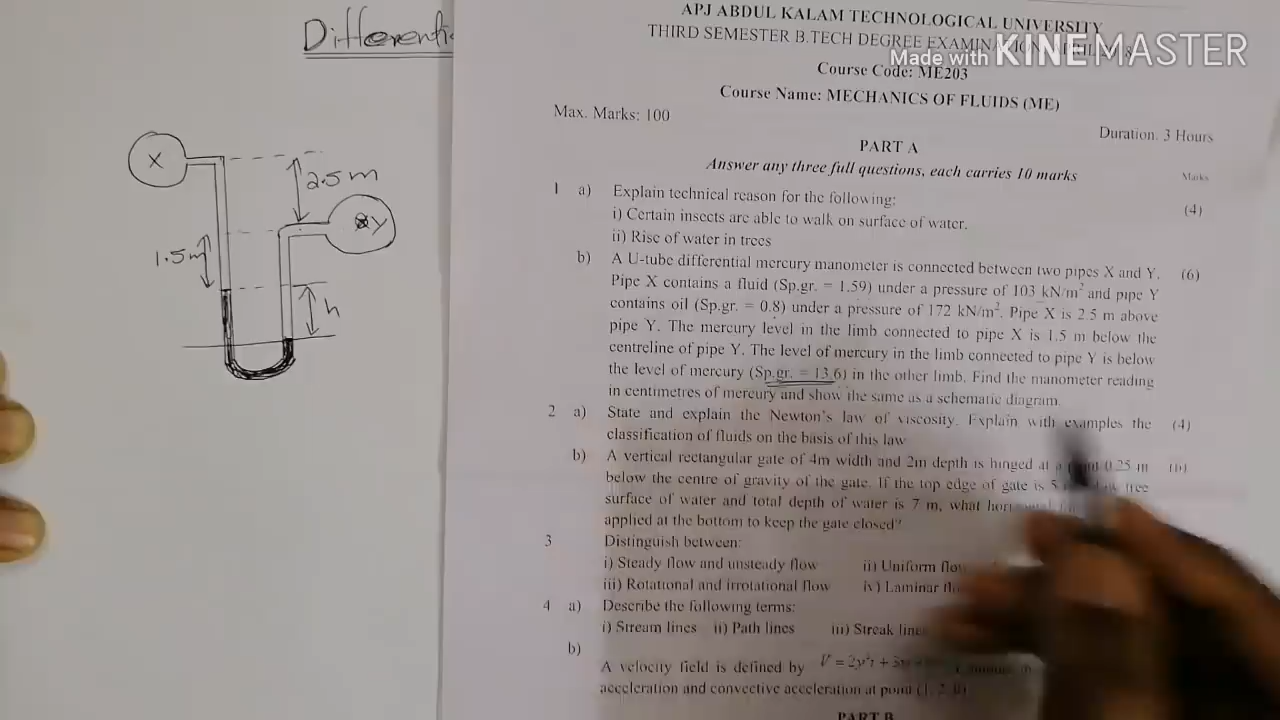 Differenti
X
2.5 m
Y
1.5m
h
APJ ABDUL KALAM TECHNOLOGICAL UNIVERSITY
THIRD SEMESTER B.TECH DEGREE EXAMINATION
Made with KINEMASTER
Course Code: ME203
Course Name: MECHANICS OF FLUIDS (ME)
Max. Marks: 100
Duration. 3 Hours
PART A
Answer any three full questions, each carries 10 marks
Marks
1 a) Explain technical reason for the following: (4)
i) Certain insects are able to walk on surface of water.
ii) Rise of water in trees
b) A U-tube differential mercury manometer is connected between two pipes X and Y. (6)
Pipe X contains a fluid (Sp.gr. = 1.59) under a pressure of 103 kN/m² and pipe Y
contains oil (Sp.gr. = 0.8) under a pressure of 172 kN/m². Pipe X is 2.5 m above
pipe Y. The mercury level in the limb connected to pipe X is 1.5 m below the
centreline of pipe Y. The level of mercury in the limb connected to pipe Y is below
the level of mercury (Sp.gr. = 13.6) in the other limb. Find the manometer reading
in centimetres of mercury and show the same as a schematic diagram.
2 a) State and explain the Newton's law of viscosity. Explain with examples the (4)
classification of fluids on the basis of this law
b) A vertical rectangular gate of 4m width and 2m depth is hinged at a 0.25 m
below the centre of gravity of the gate. If the top edge of gate is 5
surface of water and total depth of water is 7 m, what
applied at the bottom to keep the gate closed?
3 Distinguish between:
i) Steady flow and unsteady flow ii) Uniform
iii) Rotational and irrotational flow iv) Laminar
4 a) Describe the following terms:
i) Stream lines ii) Path lines iii) Streak
b)
A velocity field is defined by V = 2y²i +
acceleration and convective acceleration at point
PART B